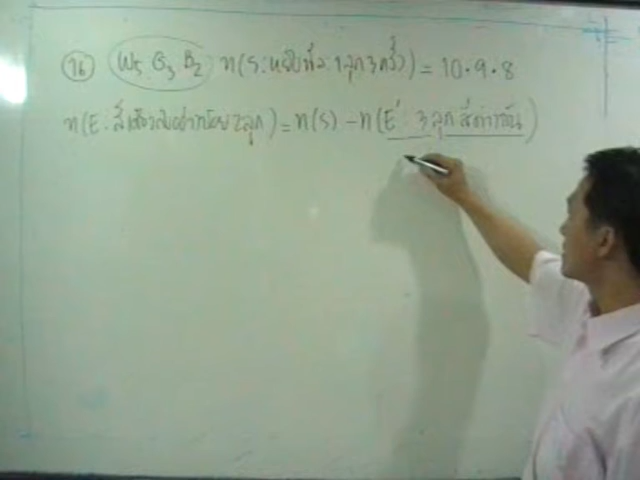 16 W5 G3 B2 n(S: หยิบทีละ 1 ลูก 3 ครั้ง) = 10·9·8
n(E: สีเดียวกันอย่างน้อย 2 ลูก) = n(S) - n(E': 3 ลูก สีต่างกัน)